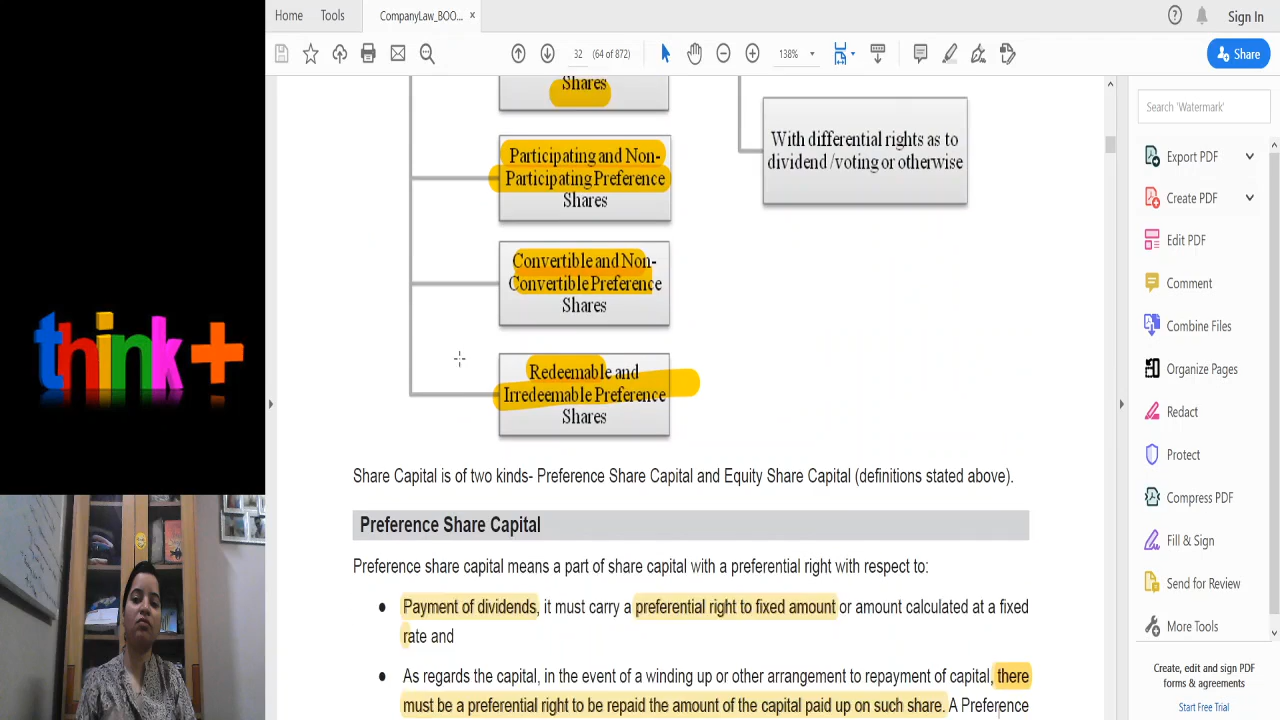 Home
Tools
CompanyLaw_BOO...
Sign In
32
(64 of 872)
138%
Share
Shares
Participating and Non-
Participating Preference
Shares
With differential rights as to
dividend /voting or otherwise
Convertible and Non-
Convertible Preference
Shares
Redeemable and
Irredeemable Preference
Shares
Share Capital is of two kinds- Preference Share Capital and Equity Share Capital (definitions stated above).
Preference Share Capital
Preference share capital means a part of share capital with a preferential right with respect to:
Payment of dividends, it must carry a preferential right to fixed amount or amount calculated at a fixed
rate and
As regards the capital, in the event of a winding up or other arrangement to repayment of capital, there
must be a preferential right to be repaid the amount of the capital paid up on such share. A Preference
think+
Search 'Watermark'
Export PDF
Create PDF
Edit PDF
Comment
Combine Files
Organize Pages
Redact
Protect
Compress PDF
Fill & Sign
Send for Review
More Tools
Create, edit and sign PDF
forms & agreements
Start Free Trial